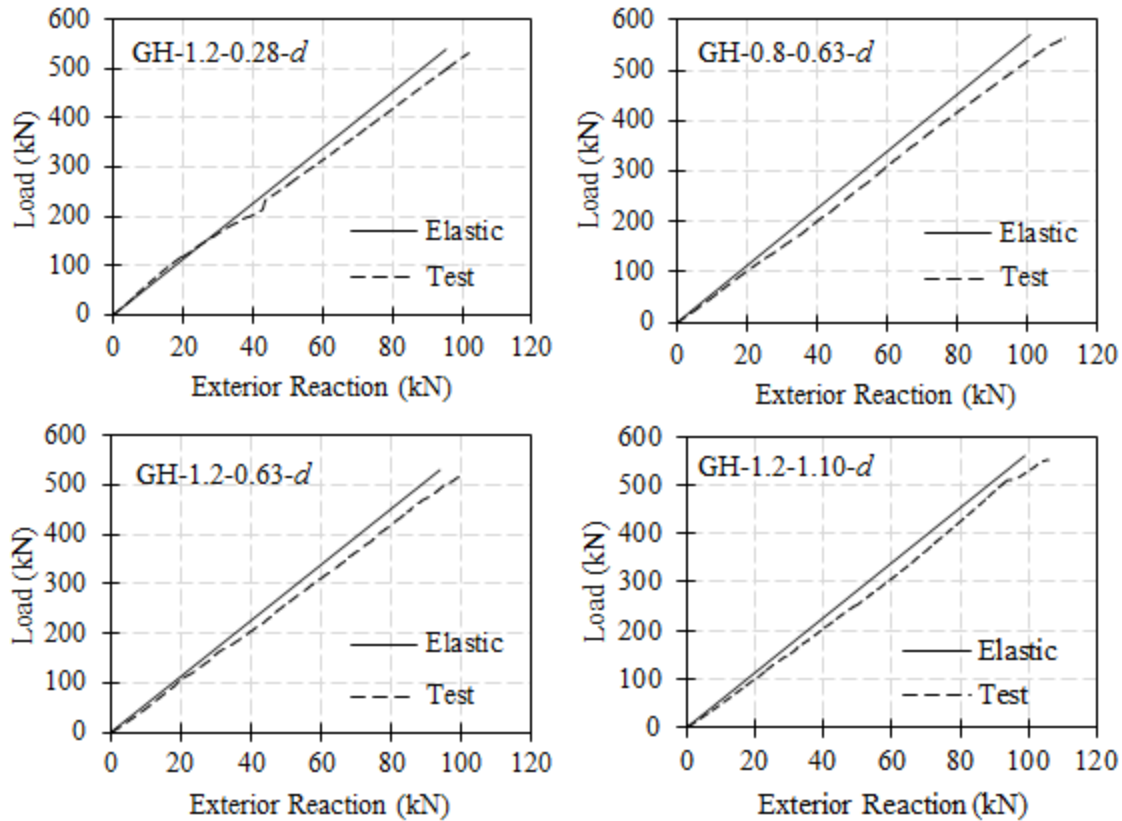 600
500
400
300
200
100
0
Load (kN)
GH-1.2-0.28-d
Elastic
Test
0 20 40 60 80 100 120
Exterior Reaction (kN)
600
500
400
300
200
100
0
Load (kN)
GH-0.8-0.63-d
Elastic
Test
0 20 40 60 80 100 120
Exterior Reaction (kN)
600
500
400
300
200
100
0
Load (kN)
GH-1.2-0.63-d
Elastic
Test
0 20 40 60 80 100 120
Exterior Reaction (kN)
600
500
400
300
200
100
0
Load (kN)
GH-1.2-1.10-d
Elastic
Test
0 20 40 60 80 100 120
Exterior Reaction (kN)